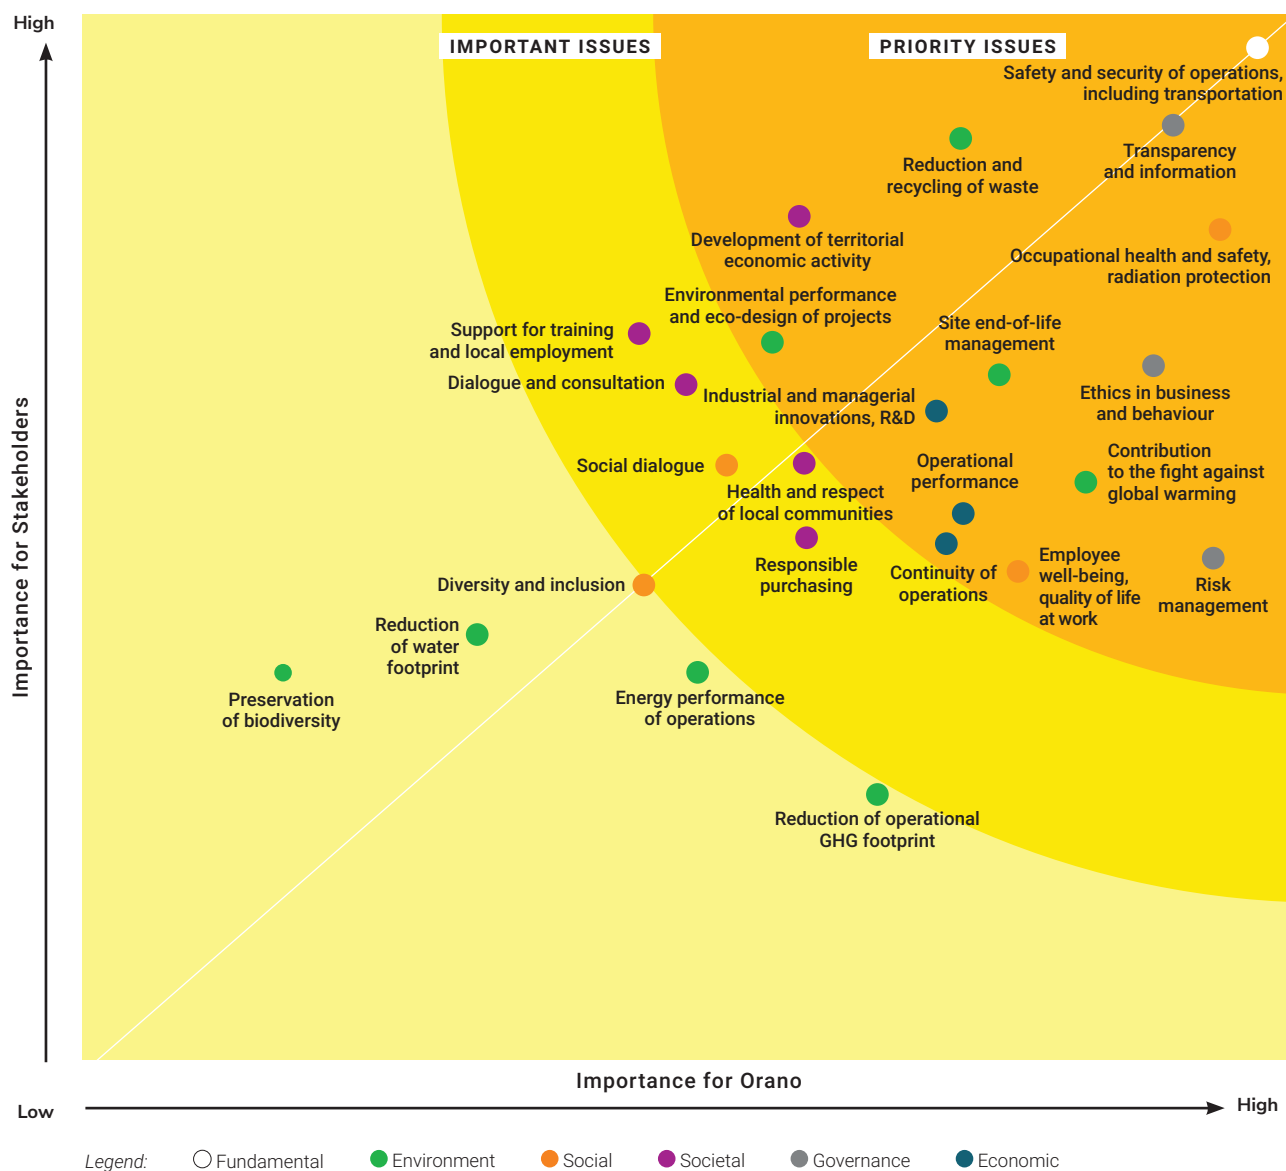 High
IMPORTANT ISSUES
PRIORITY ISSUES
Safety and security of operations,
including transportation
Transparency
and information
Reduction and
recycling of waste
Development of territorial
economic activity
Occupational health and safety,
radiation protection
Environmental performance
and eco-design of projects
Support for training
and local employment
Site end-of-life
management
Dialogue and consultation
Industrial and managerial
innovations, R&D
Ethics in business
and behaviour
Social dialogue
Operational
performance
Contribution
to the fight against
global warming
Health and respect
of local communities
Responsible
purchasing
Continuity of
operations
Employee
well-being,
quality of life
at work
Risk
management
Diversity and inclusion
Reduction
of water
footprint
Preservation
of biodiversity
Energy performance
of operations
Reduction of operational
GHG footprint
Importance for Stakeholders
Importance for Orano
Low
High
Legend:
Fundamental
Environment
Social
Societal
Governance
Economic